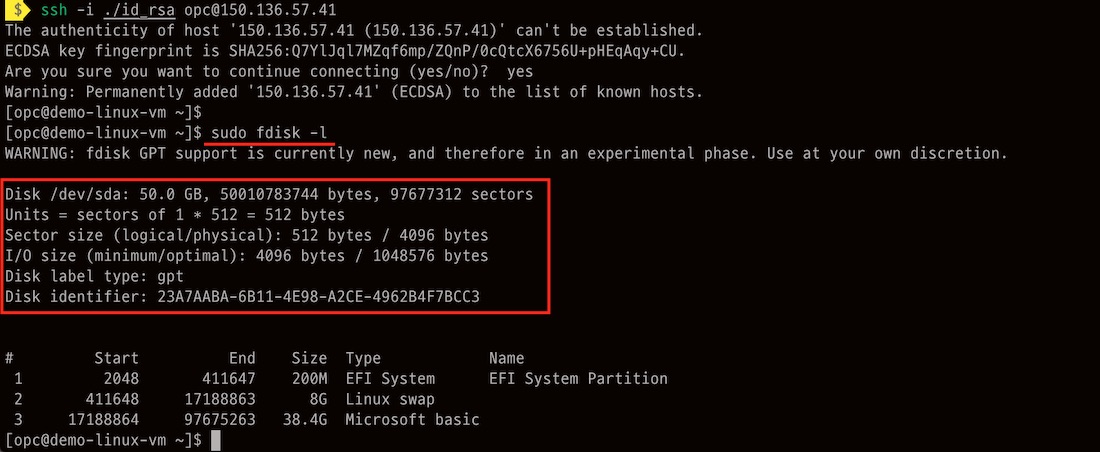 $ ssh -i ./id_rsa opc@150.136.57.41
The authenticity of host '150.136.57.41 (150.136.57.41)' can't be established.
ECDSA key fingerprint is SHA256:Q7YlJql7MZqf6mp/ZQnP/0cQtcX6756U+pHEqAqy+CU.
Are you sure you want to continue connecting (yes/no)?  yes
Warning: Permanently added '150.136.57.41' (ECDSA) to the list of known hosts.
[opc@demo-linux-vm ~]$
[opc@demo-linux-vm ~]$ sudo fdisk -l
WARNING: fdisk GPT support is currently new, and therefore in an experimental phase. Use at your own discretion.
Disk /dev/sda: 50.0 GB, 50010783744 bytes, 97677312 sectors
Units = sectors of 1 * 512 = 512 bytes
Sector size (logical/physical): 512 bytes / 4096 bytes
I/O size (minimum/optimal): 4096 bytes / 1048576 bytes
Disk label type: gpt
Disk identifier: 23A7AABA-6B11-4E98-A2CE-4962B4F7BCC3
#         Start          End    Size  Type            Name
 1         2048       411647    200M  EFI System      EFI System Partition
 2       411648     17188863      8G  Linux swap
 3     17188864     97675263   38.4G  Microsoft basic
[opc@demo-linux-vm ~]$